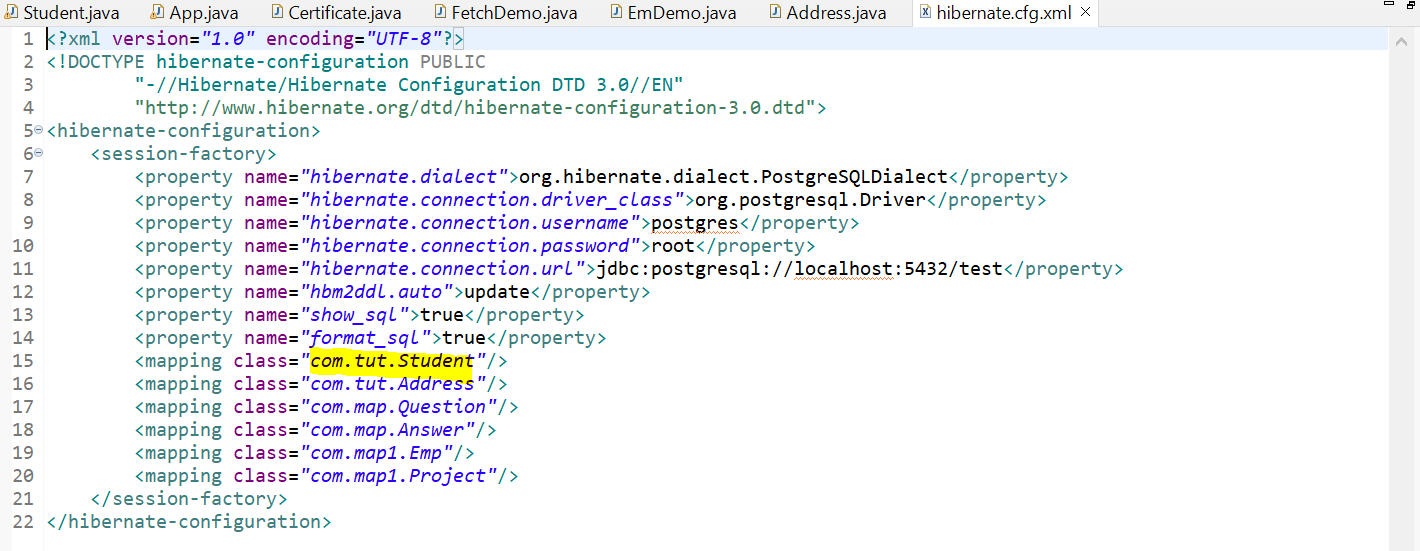 Student.java App.java Certificate.java FetchDemo.java EmDemo.java Address.java hibernate.cfg.xml
1 <?xml version="1.0" encoding="UTF-8"?>
2 <!DOCTYPE hibernate-configuration PUBLIC
3 "-//Hibernate/Hibernate Configuration DTD 3.0//EN"
4 "http://www.hibernate.org/dtd/hibernate-configuration-3.0.dtd">
5 <hibernate-configuration>
6 <session-factory>
7 <property name="hibernate.dialect">org.hibernate.dialect.PostgreSQLDialect</property>
8 <property name="hibernate.connection.driver_class">org.postgresql.Driver</property>
9 <property name="hibernate.connection.username">postgres</property>
10 <property name="hibernate.connection.password">root</property>
11 <property name="hibernate.connection.url">jdbc:postgresql://localhost:5432/test</property>
12 <property name="hbm2ddl.auto">update</property>
13 <property name="show_sql">true</property>
14 <property name="format_sql">true</property>
15 <mapping class="com.tut.Student"/>
16 <mapping class="com.tut.Address"/>
17 <mapping class="com.map.Question"/>
18 <mapping class="com.map.Answer"/>
19 <mapping class="com.map1.Emp"/>
20 <mapping class="com.map1.Project"/>
21 </session-factory>
22 </hibernate-configuration>